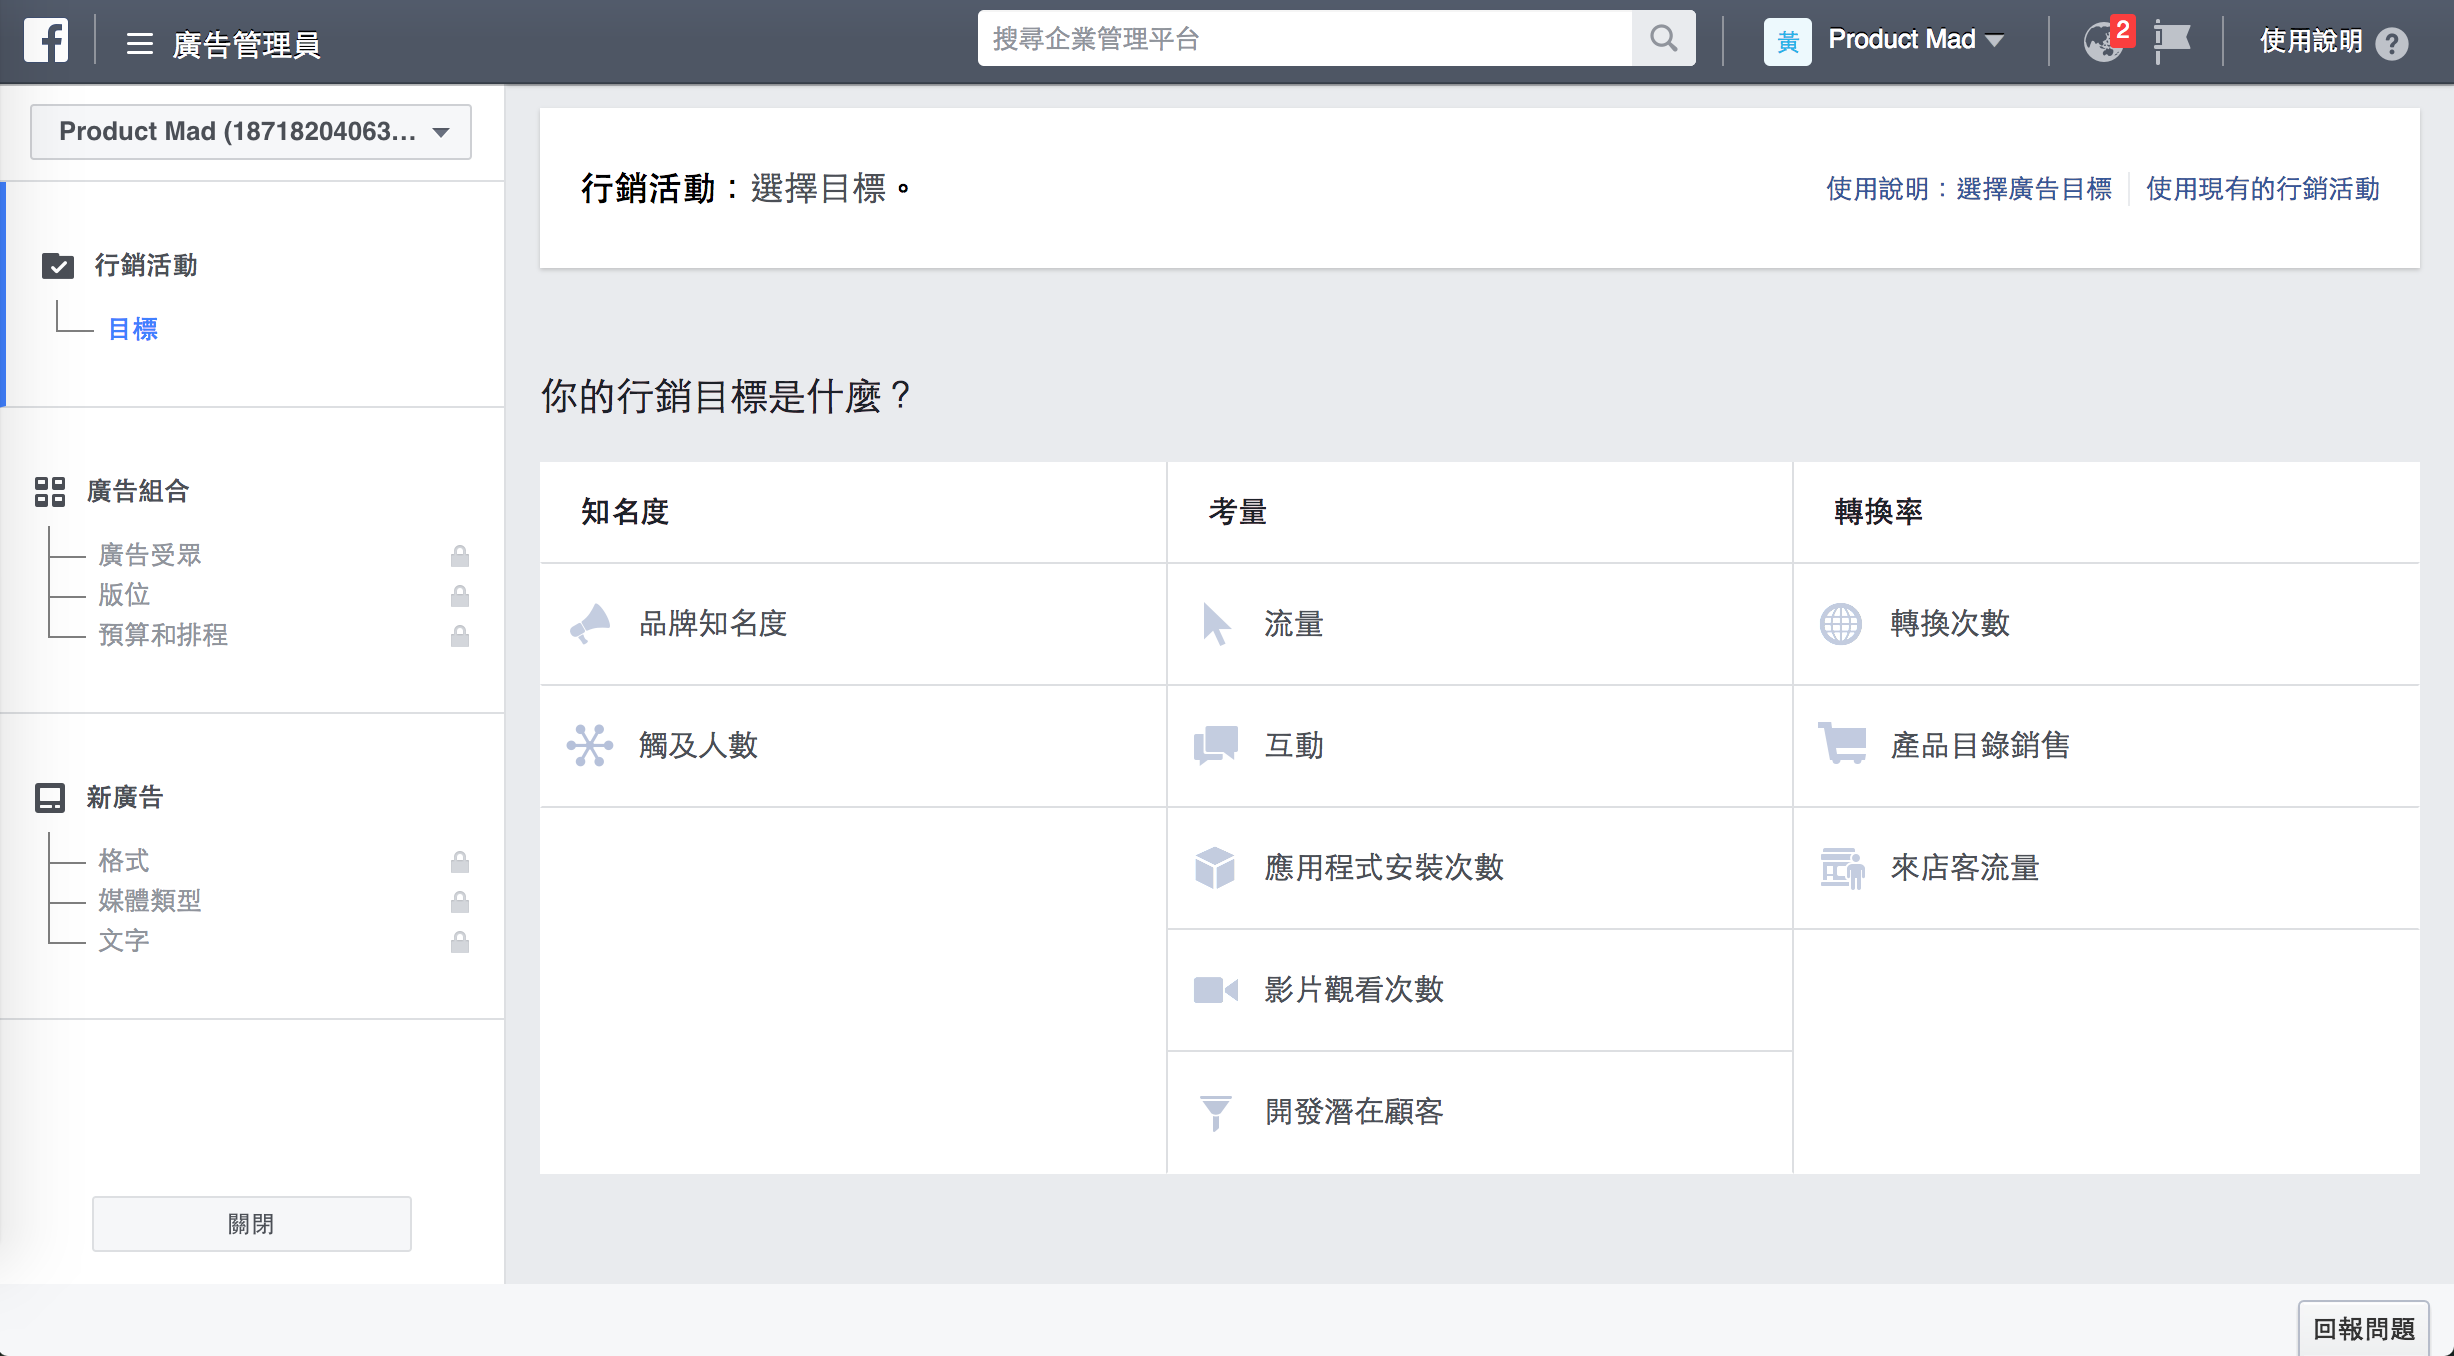 廣告管理員
搜尋企業管理平台
黃
Product Mad
2
使用說明
?
Product Mad (18718204063...
行銷活動
目標
廣告組合
廣告受眾
版位
預算和排程
新廣告
格式
媒體類型
文字
關閉
行銷活動：選擇目標。
使用說明：選擇廣告目標
使用現有的行銷活動
你的行銷目標是什麼？
知名度
考量
轉換率
品牌知名度
流量
轉換次數
觸及人數
互動
產品目錄銷售
應用程式安裝次數
來店客流量
影片觀看次數
開發潛在顧客
回報問題